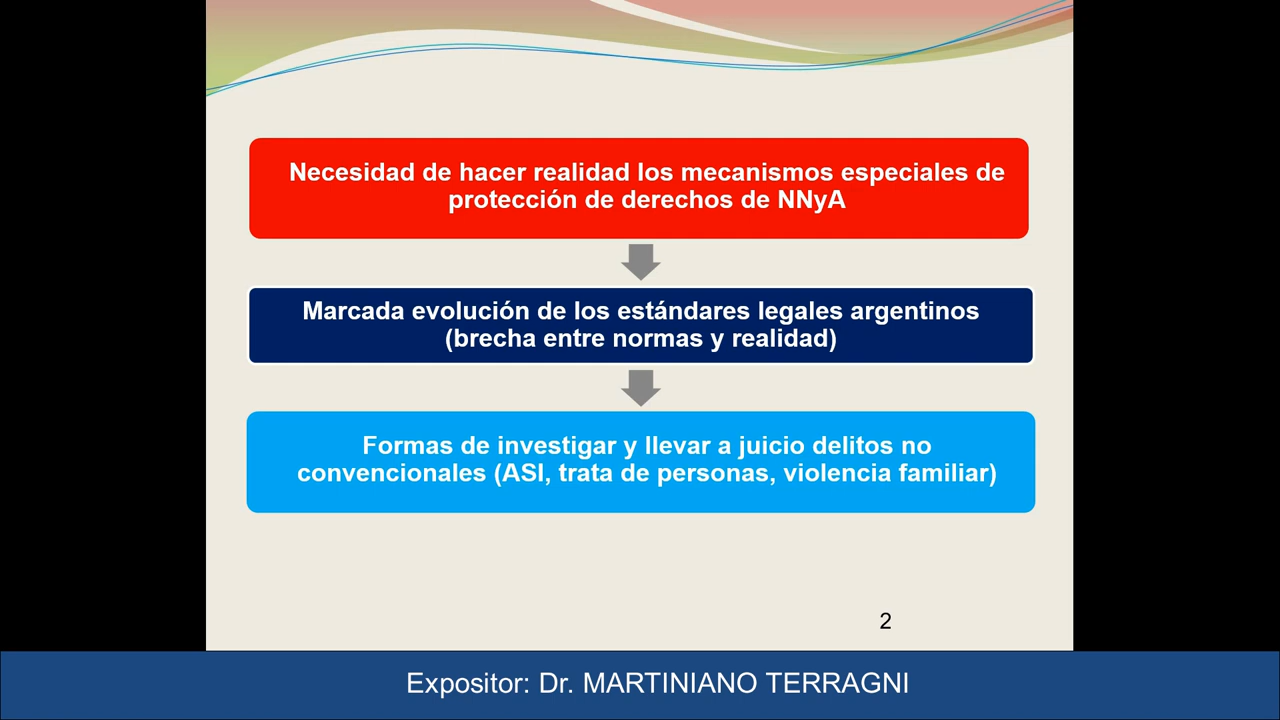 Necesidad de hacer realidad los mecanismos especiales de
protección de derechos de NNyA
Marcada evolución de los estándares legales argentinos
(brecha entre normas y realidad)
Formas de investigar y llevar a juicio delitos no
convencionales (ASI, trata de personas, violencia familiar)
2
Expositor: Dr. MARTINIANO TERRAGNI